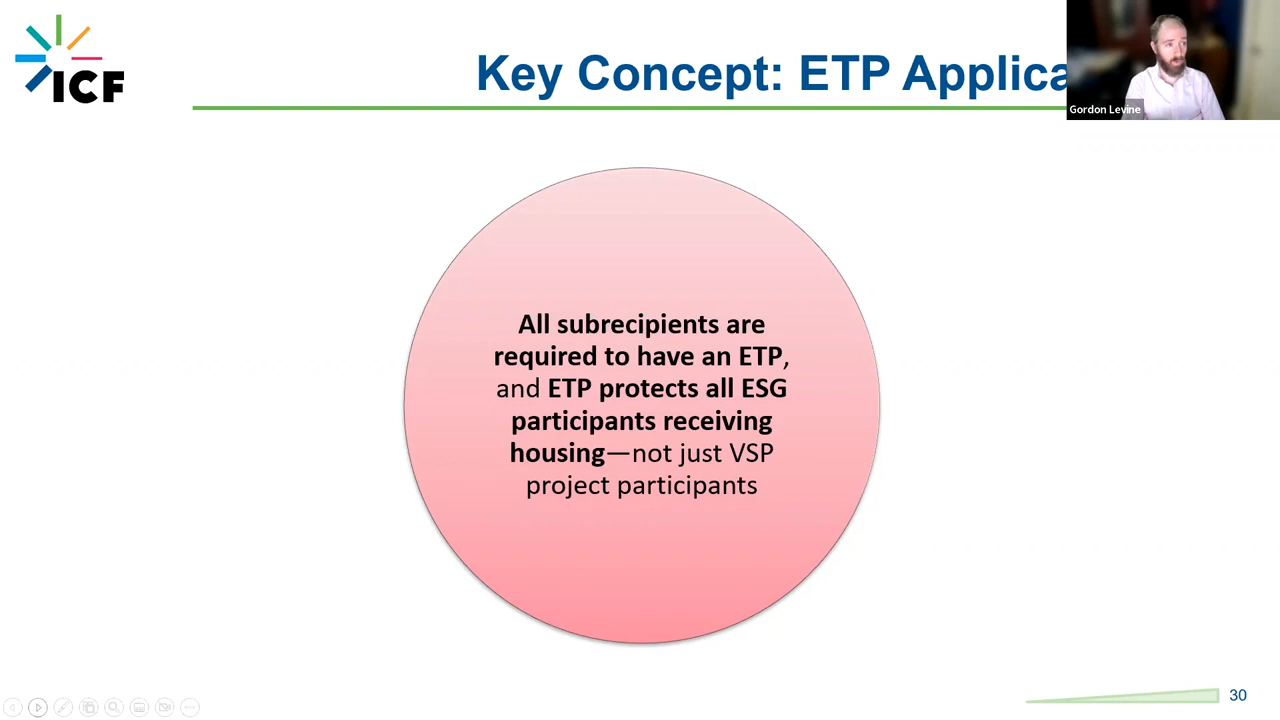 ICF
Key Concept: ETP Applica
Gordon Levine
All subrecipients are
required to have an ETP,
and ETP protects all ESG
participants receiving
housing—not just VSP
project participants
30